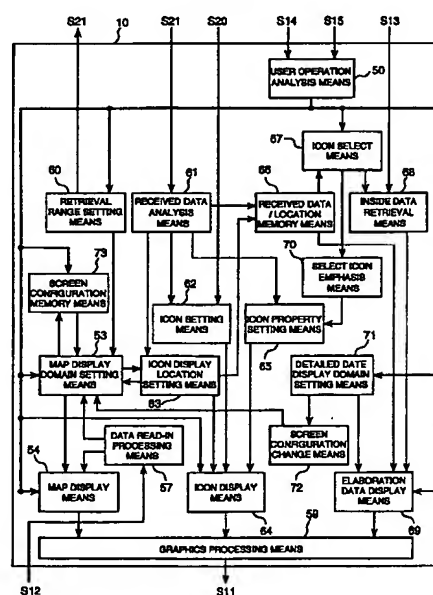 10
S21
S21
S20
S14
S15
S13
USER OPERATION
ANALYSIS MEANS
50
67
ICON SELECT
MEANS
60
RETRIEVAL
RANGE SETTING
MEANS
61
RECEIVED DATA
ANALYSIS MEANS
66
RECEIVED DATA
/ LOCATION
MEMORY MEANS
68
INSIDE DATA
RETRIEVAL MEANS
73
SCREEN
CONFIGURATION
MEMORY MEANS
62
ICON SETTING
MEANS
70
SELECT ICON
EMPHASIS MEANS
ICON PROPERTY
SETTING MEANS
65
53
MAP DISPLAY
DOMAIN SETTING
MEANS
ICON DISPLAY
LOCATION
SETTING MEANS
63
71
DETAILED DATE
DISPLAY DOMAIN
SETTING MEANS
54
DATA READ-IN
PROCESSING
MEANS
57
SCREEN
CONFIGURATION
CHANGE MEANS
72
MAP DISPLAY
MEANS
ICON DISPLAY
MEANS
64
ELABORATION
DATA DISPLAY
MEANS
69
59
GRAPHICS PROCESSING MEANS
S12
S11